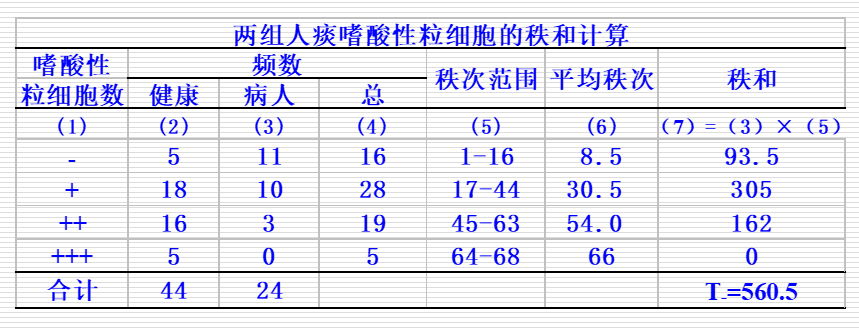 两组人痰嗜酸性粒细胞的秩和计算
嗜酸性粒细胞数 频数 秩次范围 平均秩次 秩和
健康 病人 总
(1) (2) (3) (4) (5) (6) (7) = (3) × (5)
- 5 11 16 1-16 8.5 93.5
+ 18 10 28 17-44 30.5 305
++ 16 3 19 45-63 54.0 162
+++ 5 0 5 64-68 66 0
合计 44 24 T-=560.5